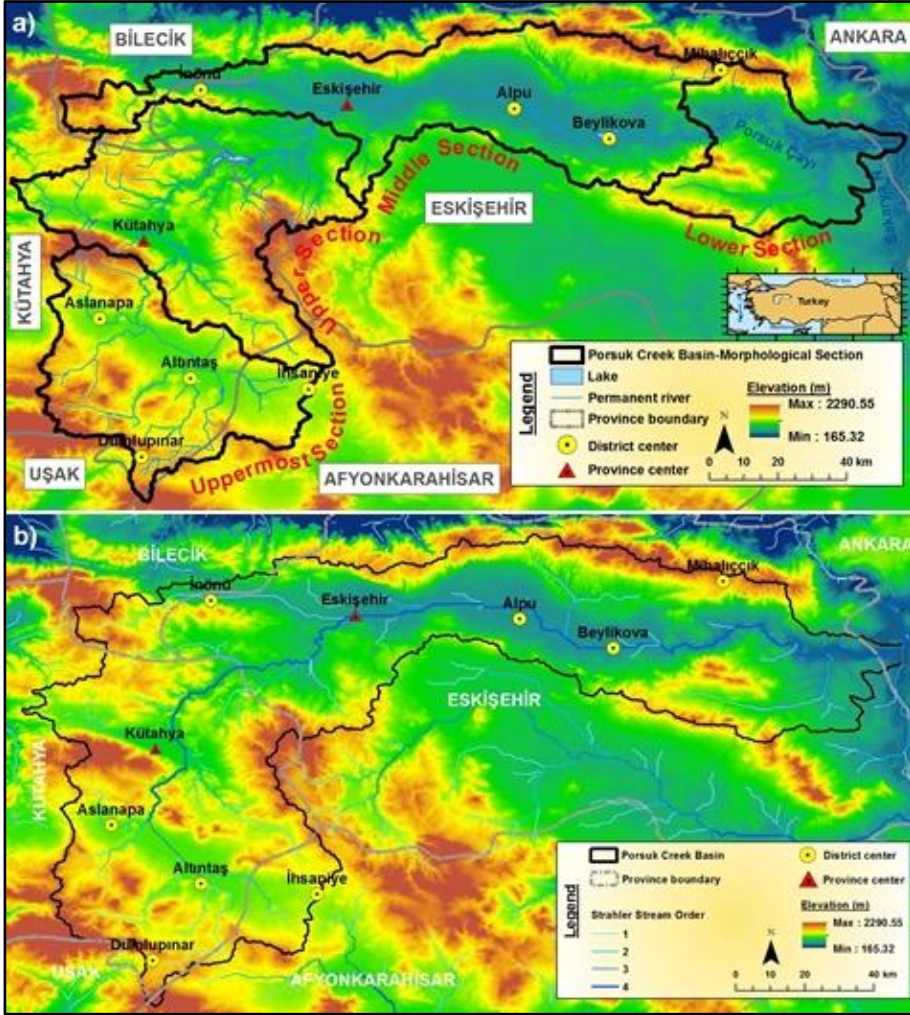 a)
BİLECİK
ANKARA
Mihalıççık
İnönü
Eskişehir
Alpu
Beylikova
Porsuk Çayı
Middle Section
ESKİŞEHİR
Lower Section
Kütahya
Upper Section
KÜTAHYA
Aslanapa
Altıntaş
İhsaniye
Dumlupınar
Uppermost Section
UŞAK
AFYONKARAHİSAR
Turkey
Legend
Porsuk Creek Basin-Morphological Section
Lake
Permanent river
Province boundary
District center
Province center
Elevation (m)
Max : 2290.55
Min : 165.32
N
0 10 20 40 km
b)
BİLECİK
ANKARA
Mihalıççık
İnönü
Eskişehir
Alpu
Beylikova
ESKİŞEHİR
Kütahya
KÜTAHYA
Aslanapa
Altıntaş
İhsaniye
Dumlupınar
UŞAK
AFYONKARAHİSAR
Legend
Porsuk Creek Basin
Province boundary
District center
Province center
Strahler Stream Order
1
2
3
4
Elevation (m)
Max : 2290.55
Min : 165.32
N
0 10 20 40 km